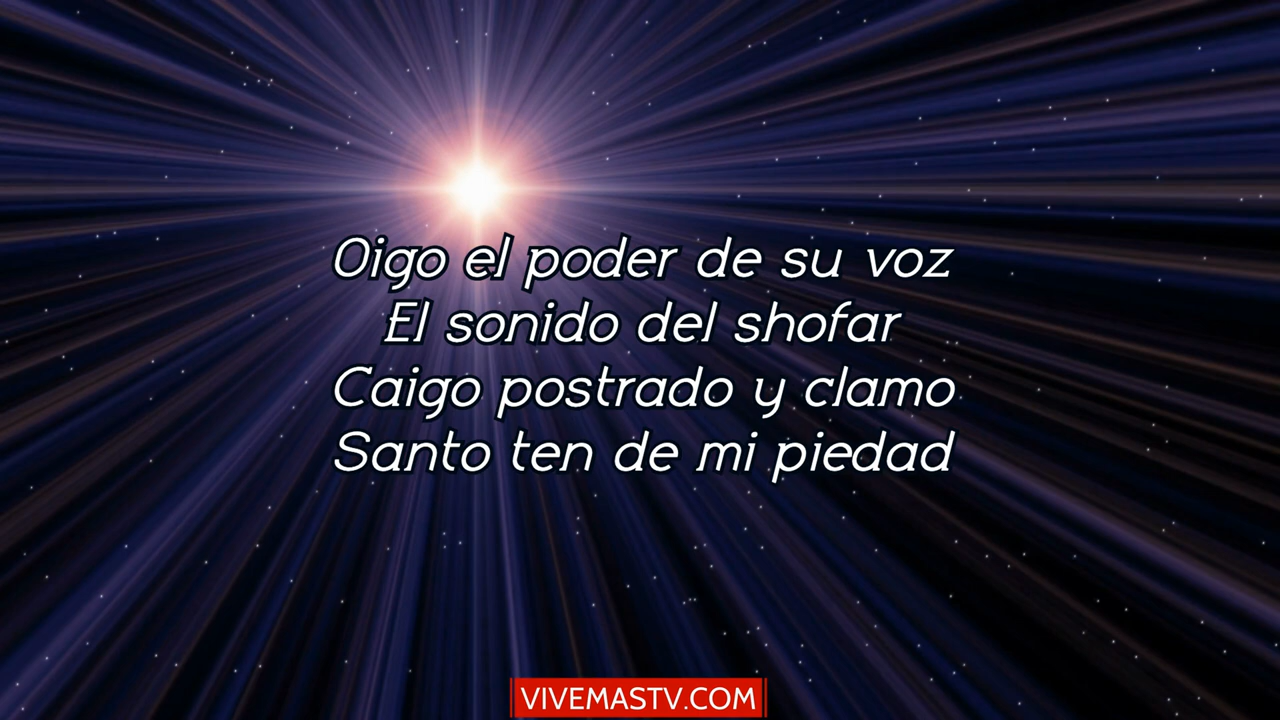 Oigo el poder de su voz
El sonido del shofar
Caigo postrado y clamo
Santo ten de mi piedad
VIVEMASTV.COM